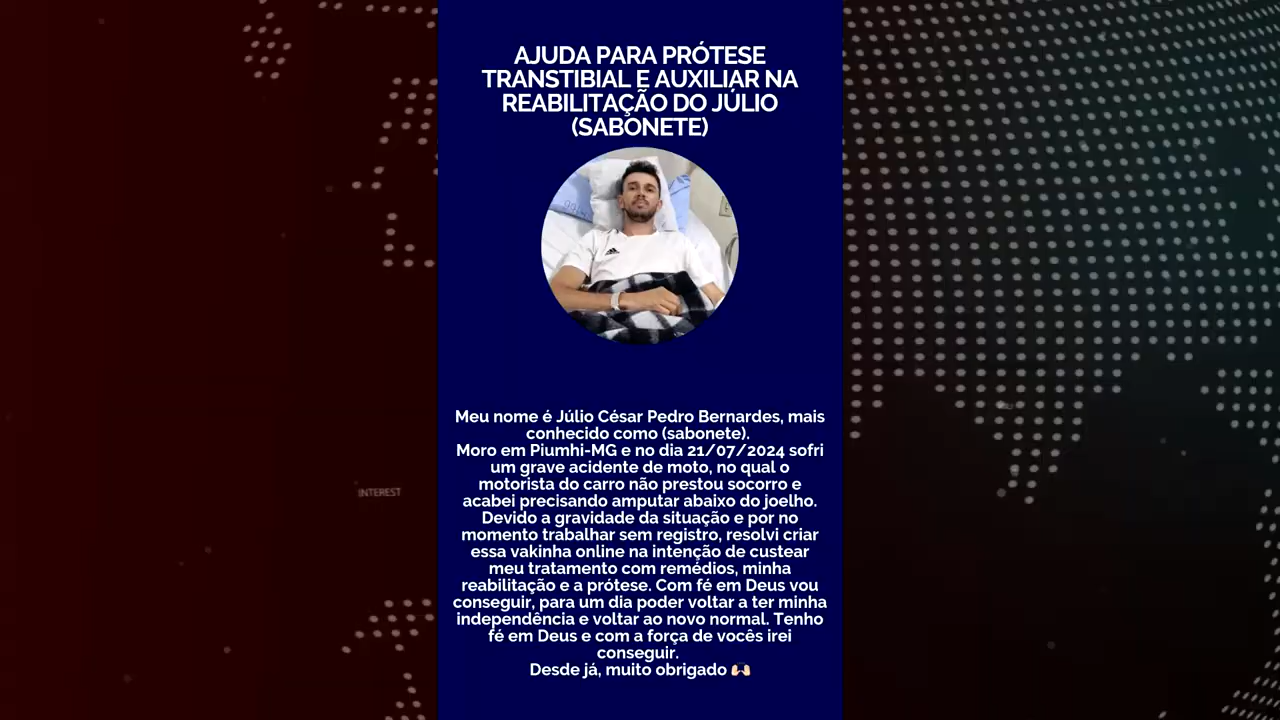 AJUDA PARA PRÓTESE
TRANSTIBIAL E AUXILIAR NA
REABILITAÇÃO DO JÚLIO
(SABONETE)
Meu nome é Júlio César Pedro Bernardes, mais
conhecido como (sabonete).
Moro em Piumhi-MG e no dia 21/07/2024 sofri
um grave acidente de moto, no qual o
motorista do carro não prestou socorro e
acabei precisando amputar abaixo do joelho.
Devido a gravidade da situação e por no
momento trabalhar sem registro, resolvi criar
essa vakinha online na intenção de custear
meu tratamento com remédios, minha
reabilitação e a prótese. Com fé em Deus vou
conseguir, para um dia poder voltar a ter minha
independência e voltar ao novo normal. Tenho
fé em Deus e com a força de vocês irei
conseguir.
Desde já, muito obrigado 🙌🏻
INTEREST